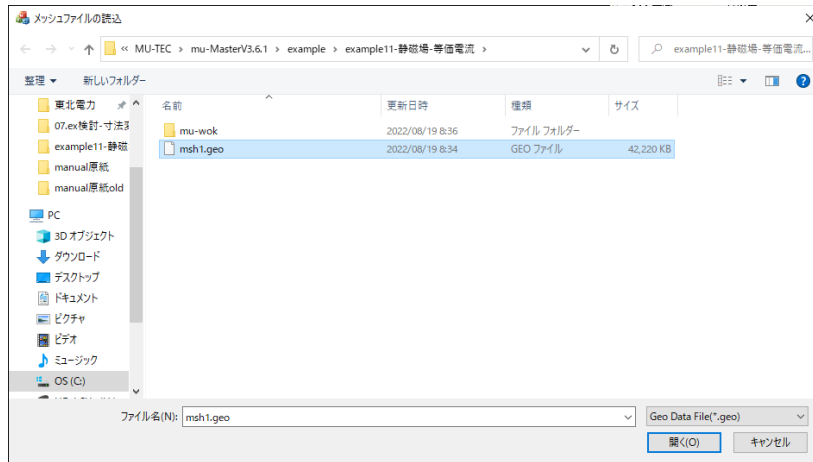 メッシュファイルの読込
« MU-TEC › mu-MasterV3.6.1 › example › example11-静磁場-等価電流 ›
example11-静磁場-等価電流...
整理 新しいフォルダー
東北電力
07.ex検討-寸法変
example11-静磁
manual原紙
manual原紙old
PC
3D オブジェクト
ダウンロード
デスクトップ
ドキュメント
ピクチャ
ビデオ
ミュージック
OS (C:)
名前 更新日時 種類 サイズ
mu-wok 2022/08/19 8:36 ファイル フォルダー
msh1.geo 2022/08/19 8:34 GEO ファイル 42,220 KB
ファイル名(N): msh1.geo Geo Data File(*.geo)
開く(O) キャンセル